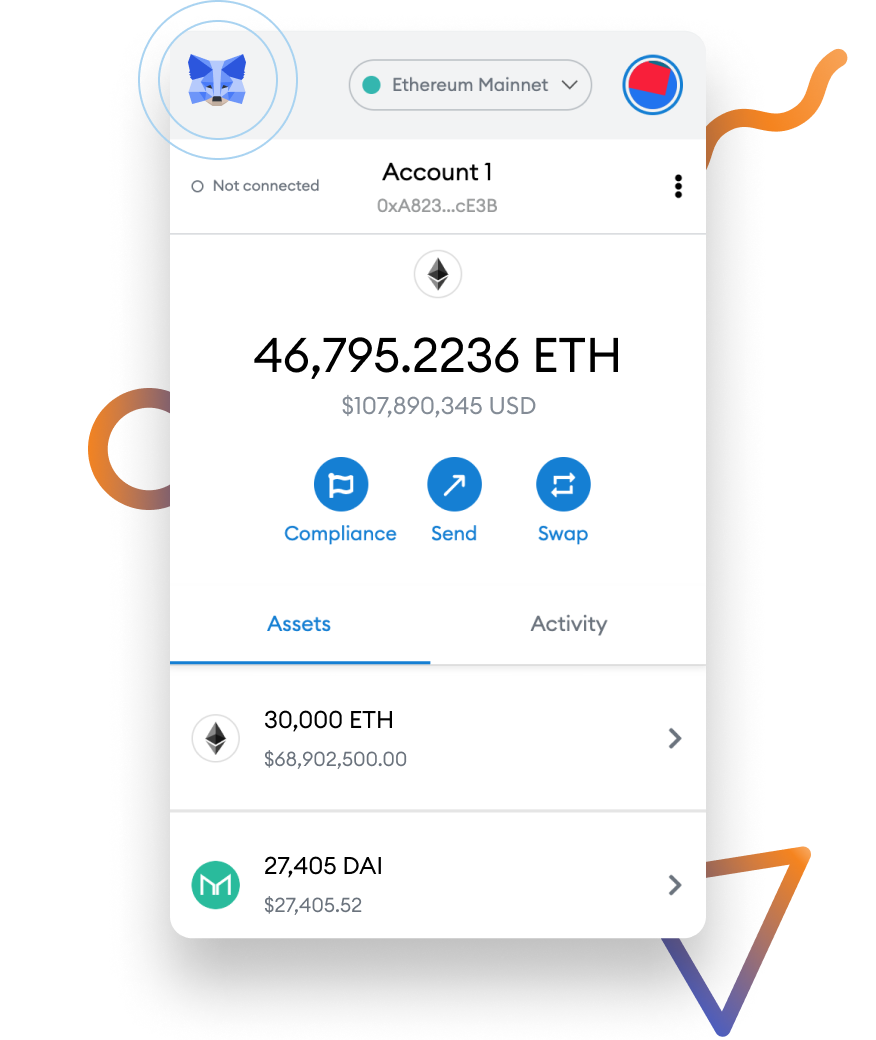 Ethereum Mainnet
Not connected
Account 1
0xA823...cE3B
46,795.2236 ETH
$107,890,345 USD
Compliance
Send
Swap
Assets
Activity
30,000 ETH
$68,902,500.00
27,405 DAI
$27,405.52